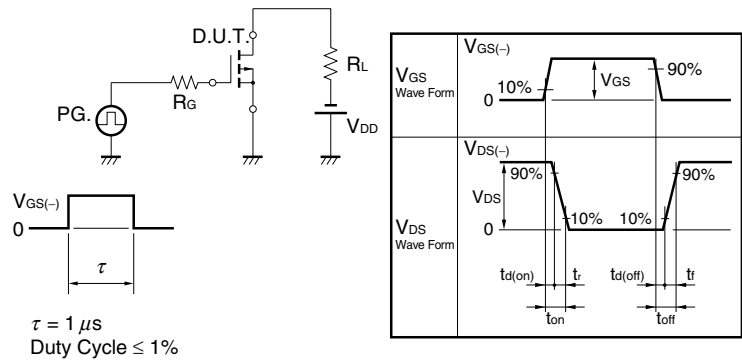 D.U.T.
RL
RG
PG.
VDD
VGS(−)
0
τ
τ = 1 μs
Duty Cycle ≤ 1%
VGS
Wave Form
VGS(−)
10%
VGS
90%
0
VDS
Wave Form
VDS(−)
90%
90%
VDS
10%
10%
0
td(on)
tr
td(off)
tf
ton
toff